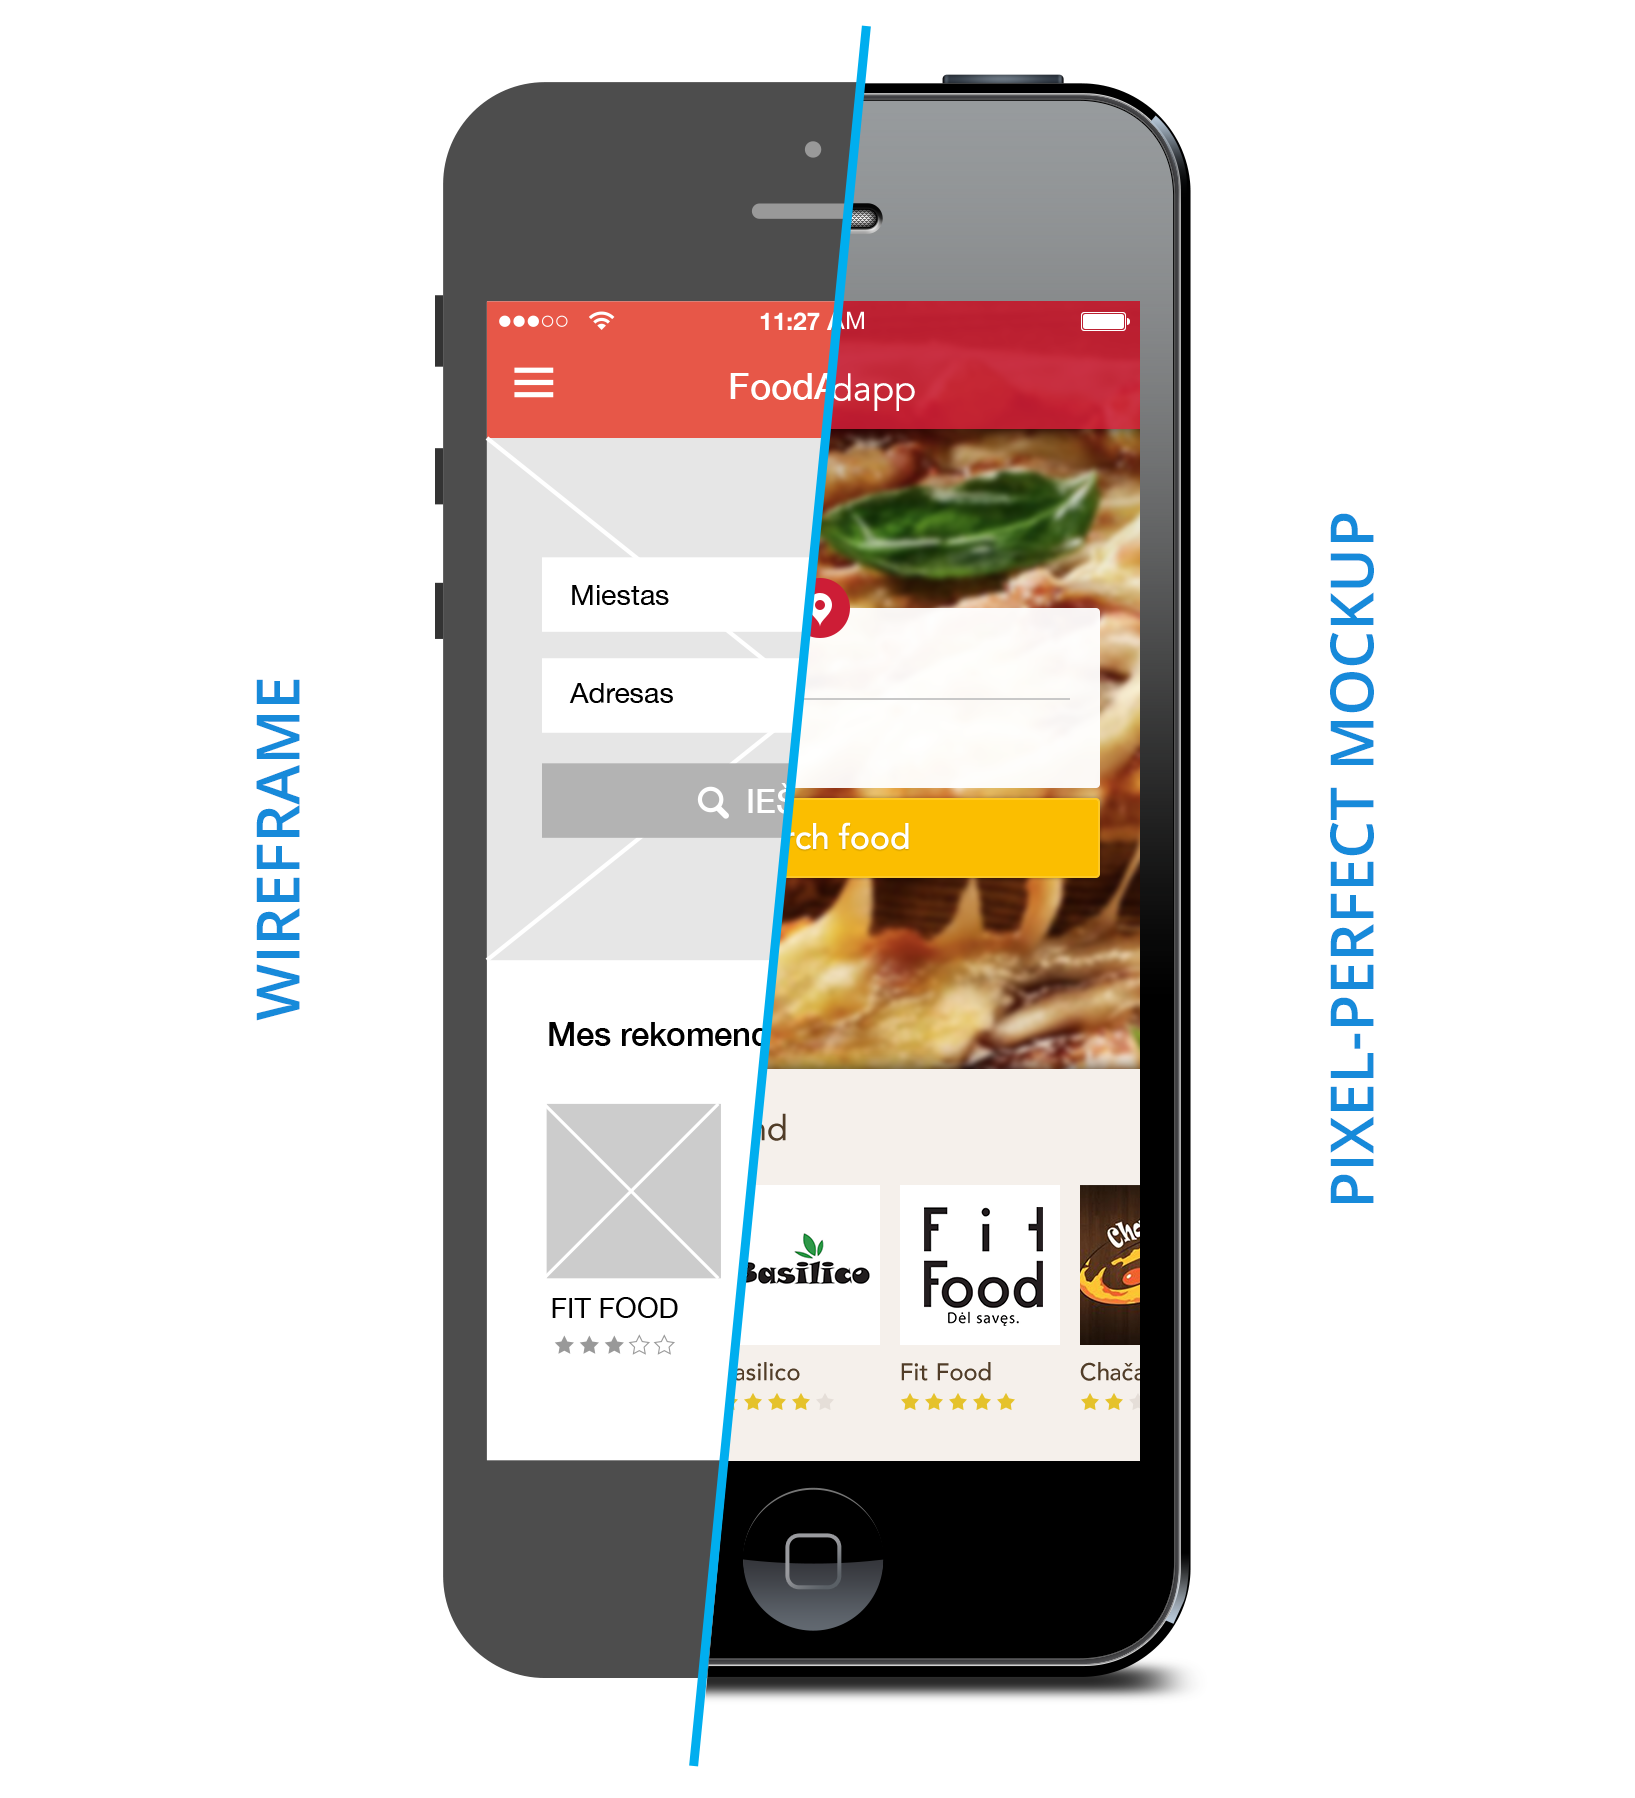 WIREFRAME
PIXEL-PERFECT MOCKUP
11:27 AM
FoodAdapp
Miestas
Adresas
IEŠ
rch food
Mes rekomend
nd
FIT FOOD
Basilico
Fit
Food
Dėl savęs.
Cha
asilico
Fit Food
Chača